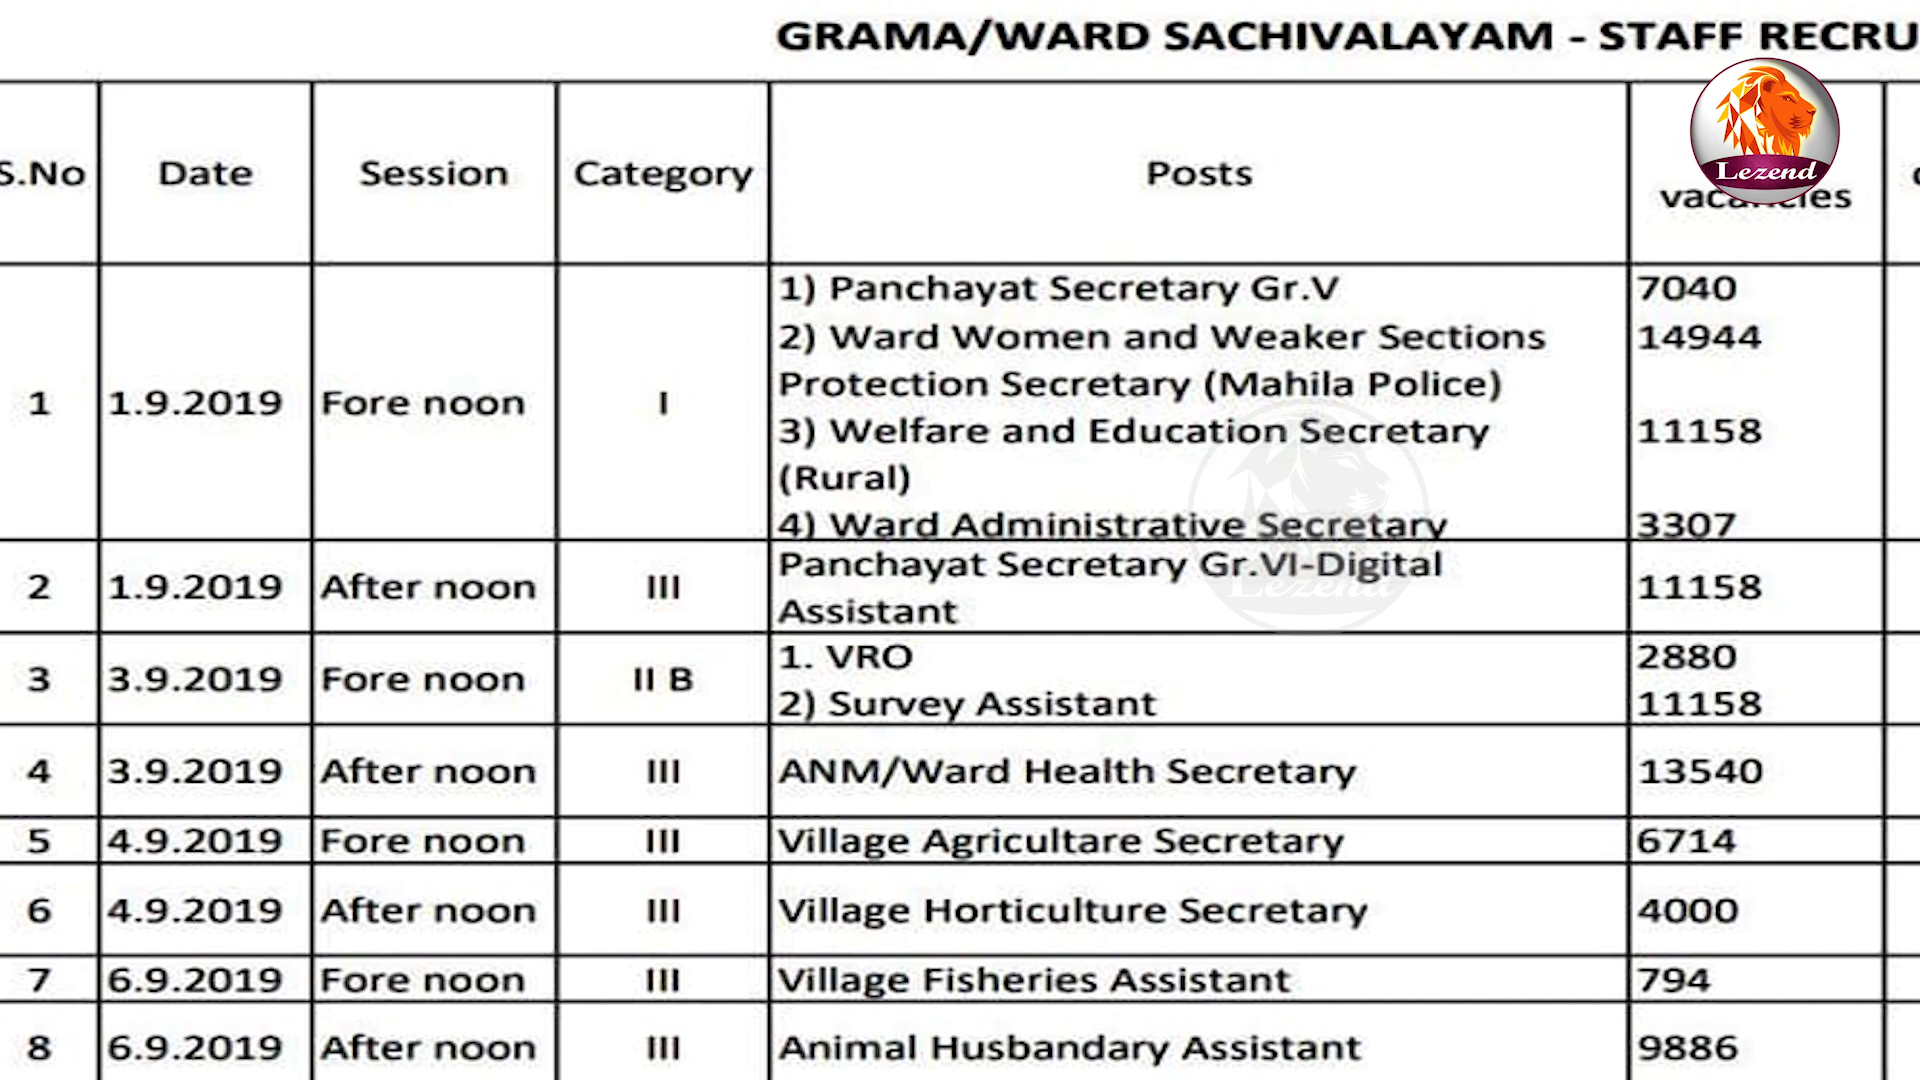 GRAMA/WARD SACHIVALAYAM - STAFF RECRU
S.No Date Session Category Posts vacancies
Lezend
1 1.9.2019 Fore noon I
1) Panchayat Secretary Gr.V 7040
2) Ward Women and Weaker Sections 14944
Protection Secretary (Mahila Police)
3) Welfare and Education Secretary 11158
(Rural)
4) Ward Administrative Secretary 3307
2 1.9.2019 After noon III
Panchayat Secretary Gr.VI-Digital 11158
Assistant
Lezend
3 3.9.2019 Fore noon II B
1. VRO 2880
2) Survey Assistant 11158
4 3.9.2019 After noon III ANM/Ward Health Secretary 13540
5 4.9.2019 Fore noon III Village Agricultare Secretary 6714
6 4.9.2019 After noon III Village Horticulture Secretary 4000
7 6.9.2019 Fore noon III Village Fisheries Assistant 794
8 6.9.2019 After noon III Animal Husbandary Assistant 9886